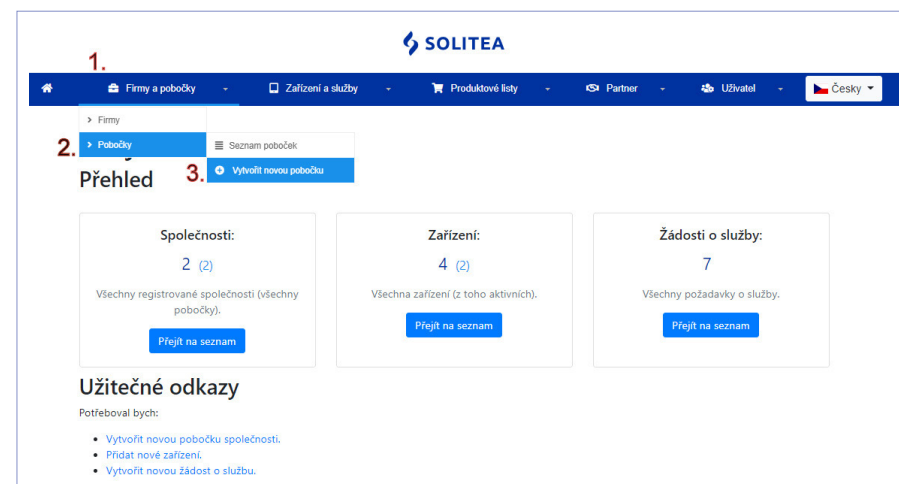 SOLITEA
1.
Firmy a pobočky
Zařízení a služby
Produktové listy
Partner
Uživatel
Česky
Firmy
2.
Pobočky
Seznam poboček
3.
Vytvořit novou pobočku
Přehled
Společnosti:
2 (2)
Všechny registrované společnosti (všechny
pobočky).
Přejít na seznam
Zařízení:
4 (2)
Všechna zařízení (z toho aktivních).
Přejít na seznam
Žádosti o služby:
7
Všechny požadavky o služby.
Přejít na seznam
Užitečné odkazy
Potřeboval bych:
Vytvořit novou pobočku společnosti.
Přidat nové zařízení.
Vytvořit novou žádost o službu.